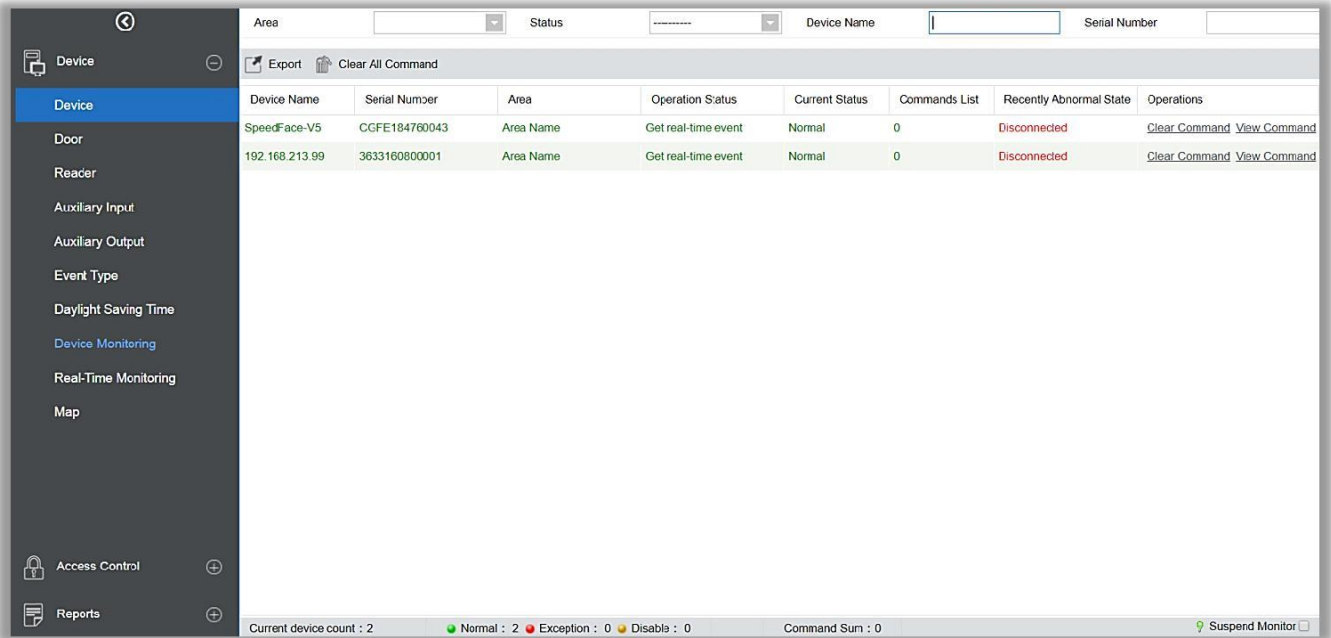 Area Status ---------- Device Name Serial Number
Device
Export Clear All Command
Device
Device Name Serial Number Area Operation Status Current Status Commands List Recently Abnormal State Operations
SpeedFace-V5 CGFE184760043 Area Name Get real-time event Normal 0 Disconnected Clear Command View Command
Door
192.168.213.99 3633160800001 Area Name Get real-time event Normal 0 Disconnected Clear Command View Command
Reader
Auxiliary Input
Auxiliary Output
Event Type
Daylight Saving Time
Device Monitoring
Real-Time Monitoring
Map
Access Control
Reports
Current device count : 2 Normal : 2 Exception : 0 Disable : 0 Command Sum : 0 Suspend Monitor